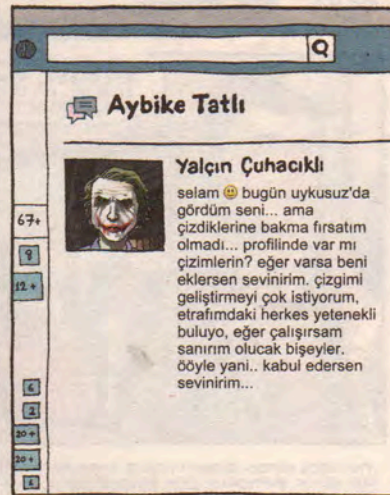 Aybike Tatlı
Yalçın Çuhacıklı
selam bugün uykusuz'da
gördüm seni... ama
çizdiklerine bakma fırsatım
olmadı... profilinde var mı
çizimlerin? eğer varsa beni
eklersen sevinirim. çizgimi
geliştirmeyi çok istiyorum,
etrafımdaki herkes yetenekli
buluyo, eğer çalışırsam
sanırım olucak bişeyler.
ööyle yani.. kabul edersen
sevinirim...
67+
9
12+
6
2
20+
20+
1